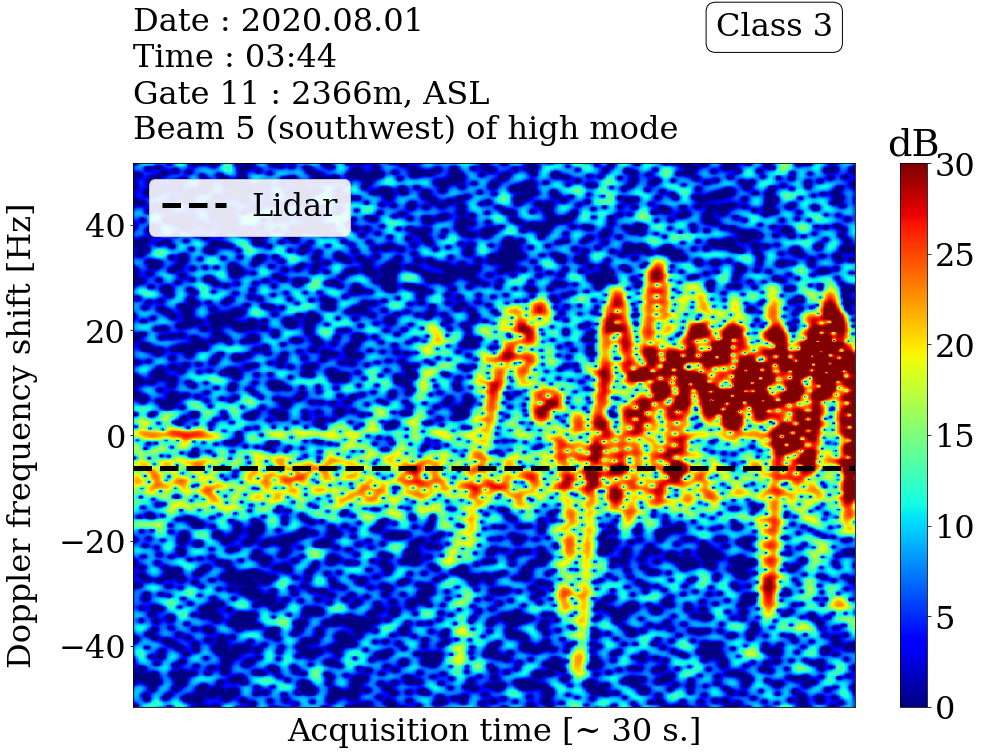 Date : 2020.08.01
Class 3
Time : 03:44
Gate 11 : 2366m, ASL
Beam 5 (southwest) of high mode
dB
Lidar
Doppler frequency shift [Hz]
40
20
0
−20
−40
30
25
20
15
10
5
0
Acquisition time [~ 30 s.]